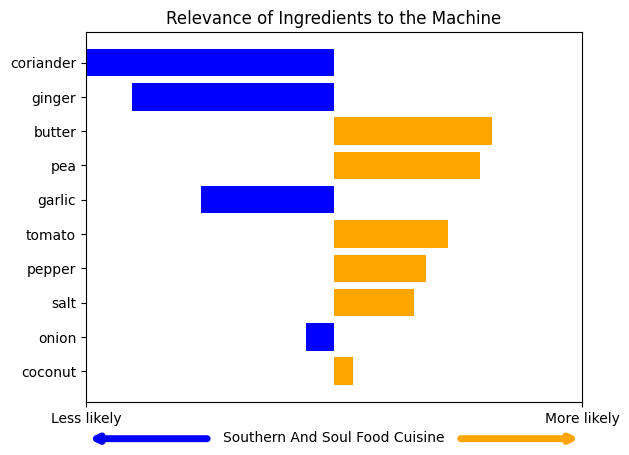 Relevance of Ingredients to the Machine
coriander
ginger
butter
pea
garlic
tomato
pepper
salt
onion
coconut
Less likely
More likely
Southern And Soul Food Cuisine